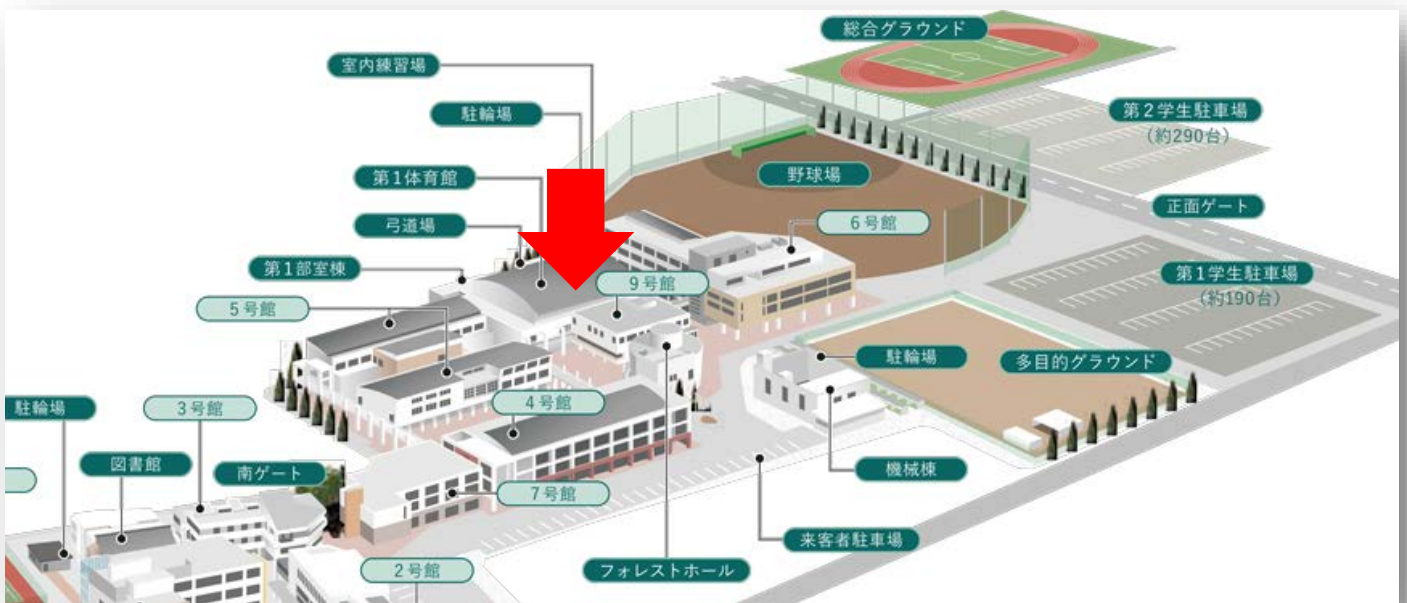 総合グラウンド
室内練習場
駐輪場
第2学生駐車場
(約290台)
第1体育館
野球場
正面ゲート
弓道場
6号館
第1部室棟
9号館
第1学生駐車場
(約190台)
5号館
駐輪場
多目的グラウンド
駐輪場
3号館
4号館
図書館
南ゲート
機械棟
7号館
来客者駐車場
2号館
フォレストホール